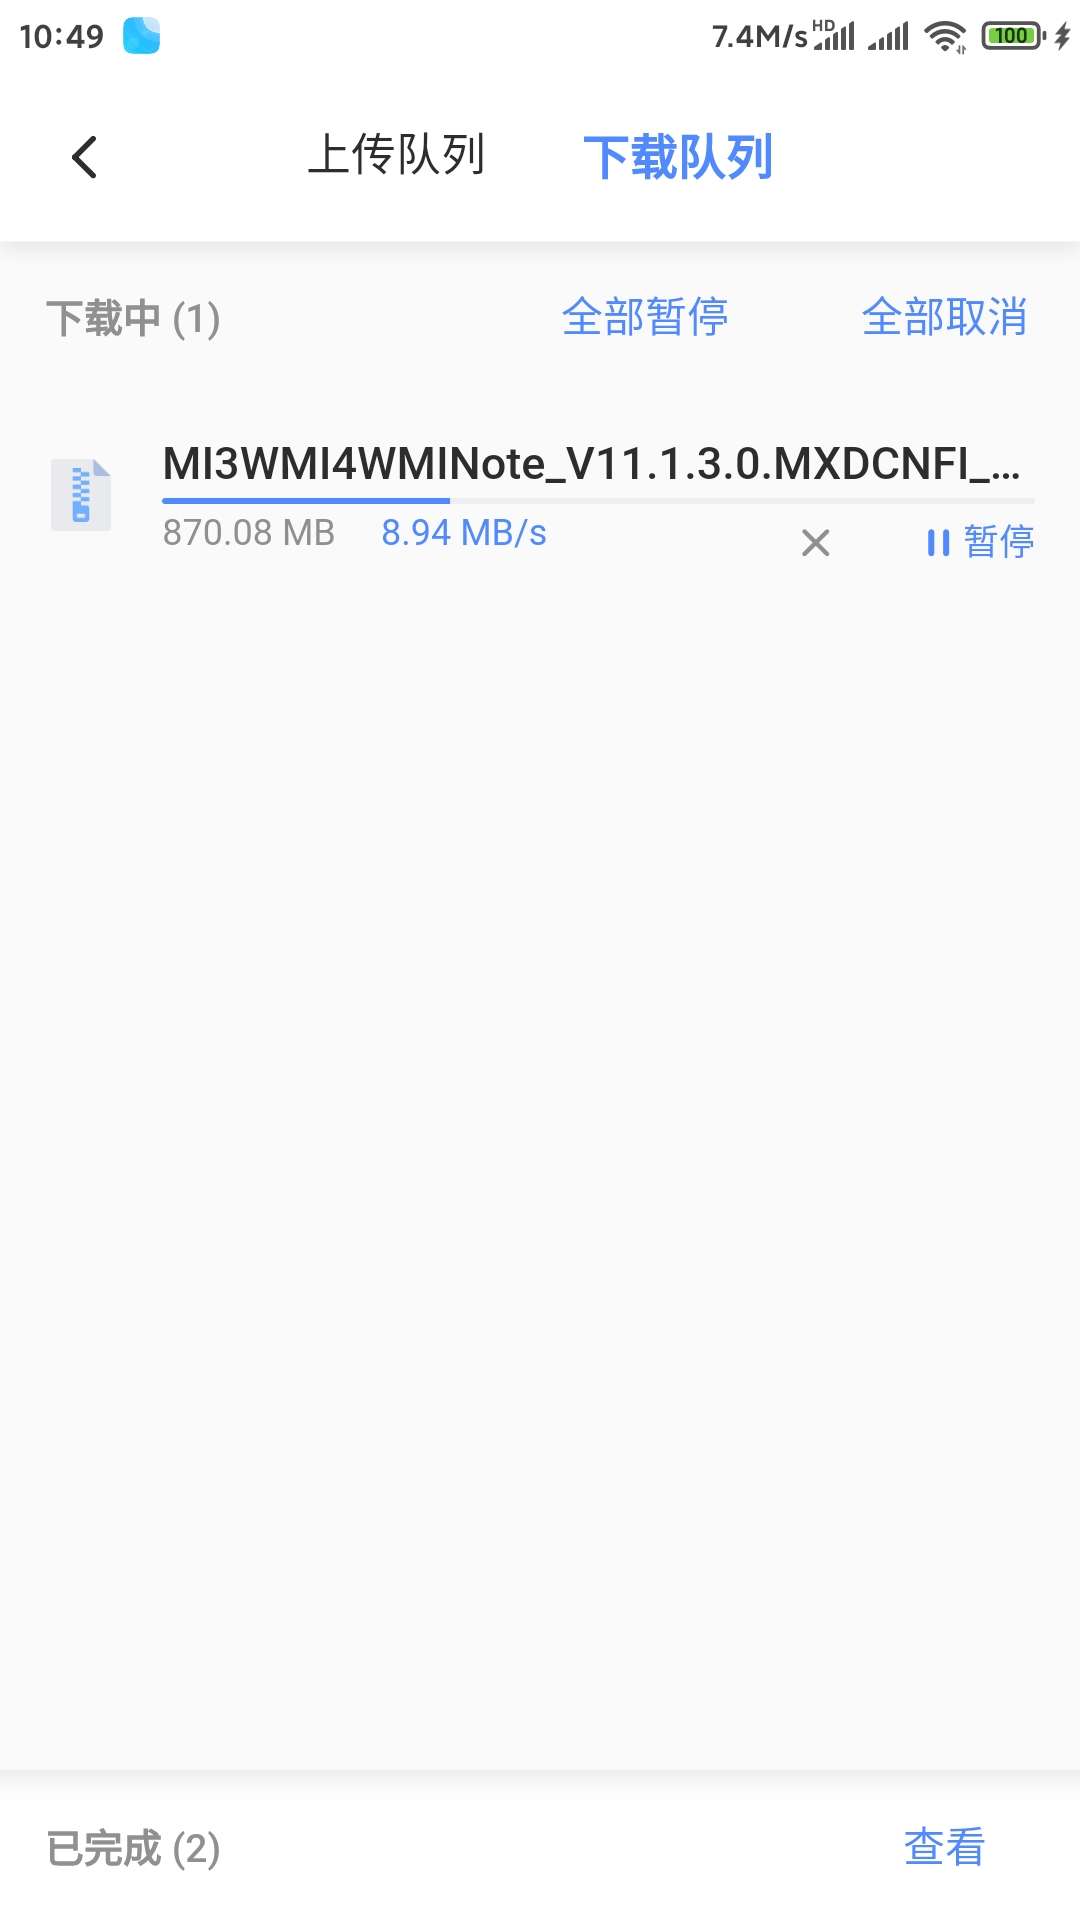 10:49 7.4M/s HD 100
上传队列 下载队列
下载中 (1) 全部暂停 全部取消
MI3WMI4WMINote_V11.1.3.0.MXDCNFI_...
870.08 MB 8.94 MB/s 暂停
已完成 (2) 查看